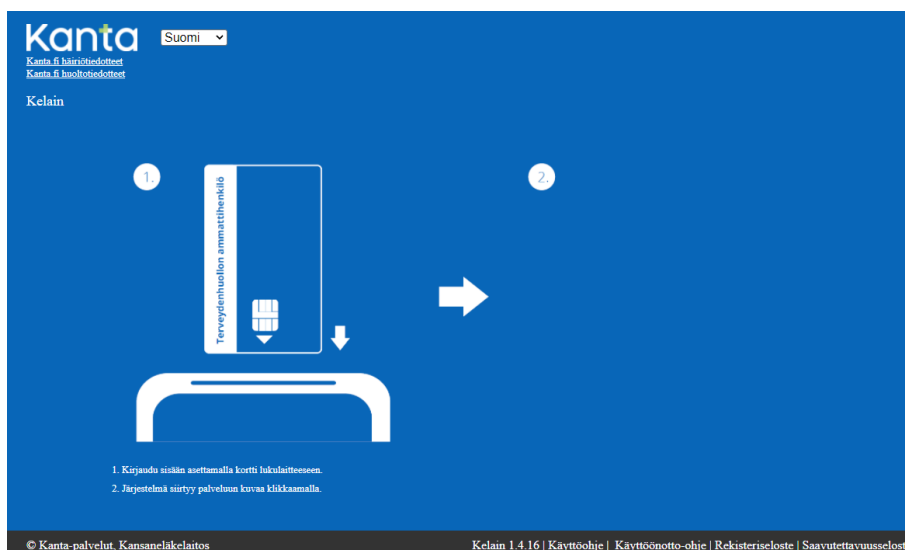 Kanta
Suomi
Kanta.fi häiriötiedotteet
Kanta.fi huoltotiedotteet
Kelain
1.
Terveydenhuollon ammattihenkilö
2.
1. Kirjaudu sisään asettamalla kortti lukulaitteeseen.
2. Järjestelmä siirtyy palveluun kuvaa klikkaamalla.
© Kanta-palvelut, Kansaneläkelaitos
Kelain 1.4.16 | Käyttöohje | Käyttöönotto-ohje | Rekisteriseloste | Saavutettavuusselost